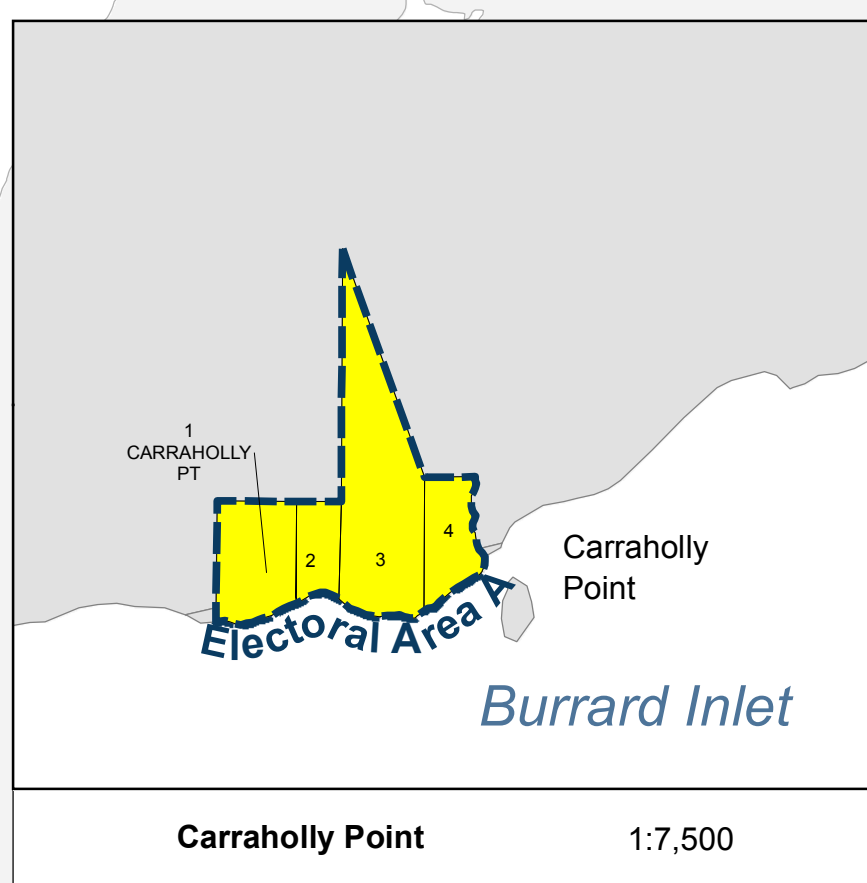 1
CARRAHOLLY
PT
2
3
4
Carraholly
Point
Electoral Area A
Burrard Inlet
Carraholly Point 1:7,500